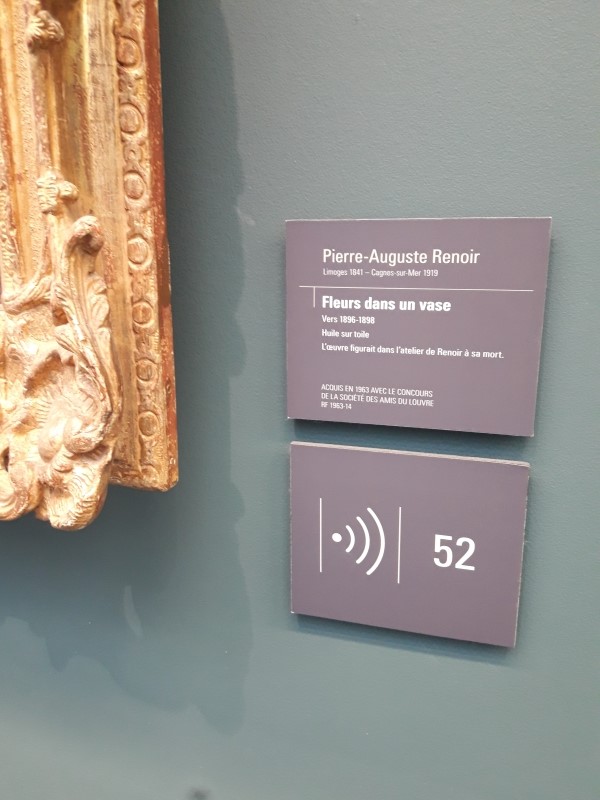 Pierre-Auguste Renoir
Limoges 1841 – Cagnes-sur-Mer 1919
Fleurs dans un vase
Vers 1896-1898
Huile sur toile
L'œuvre figurait dans l'atelier de Renoir à sa mort.
ACQUIS EN 1963 AVEC LE CONCOURS
DE LA SOCIÉTÉ DES AMIS DU LOUVRE
RF 1963-14
52